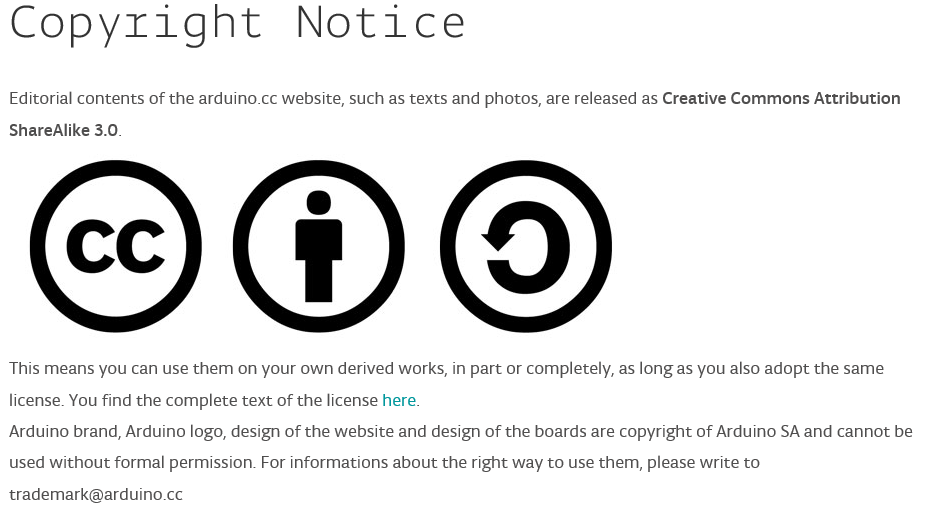 Copyright Notice
Editorial contents of the arduino.cc website, such as texts and photos, are released as Creative Commons Attribution
ShareAlike 3.0.
cc
This means you can use them on your own derived works, in part or completely, as long as you also adopt the same
license. You find the complete text of the license here.
Arduino brand, Arduino logo, design of the website and design of the boards are copyright of Arduino SA and cannot be
used without formal permission. For informations about the right way to use them, please write to
trademark@arduino.cc